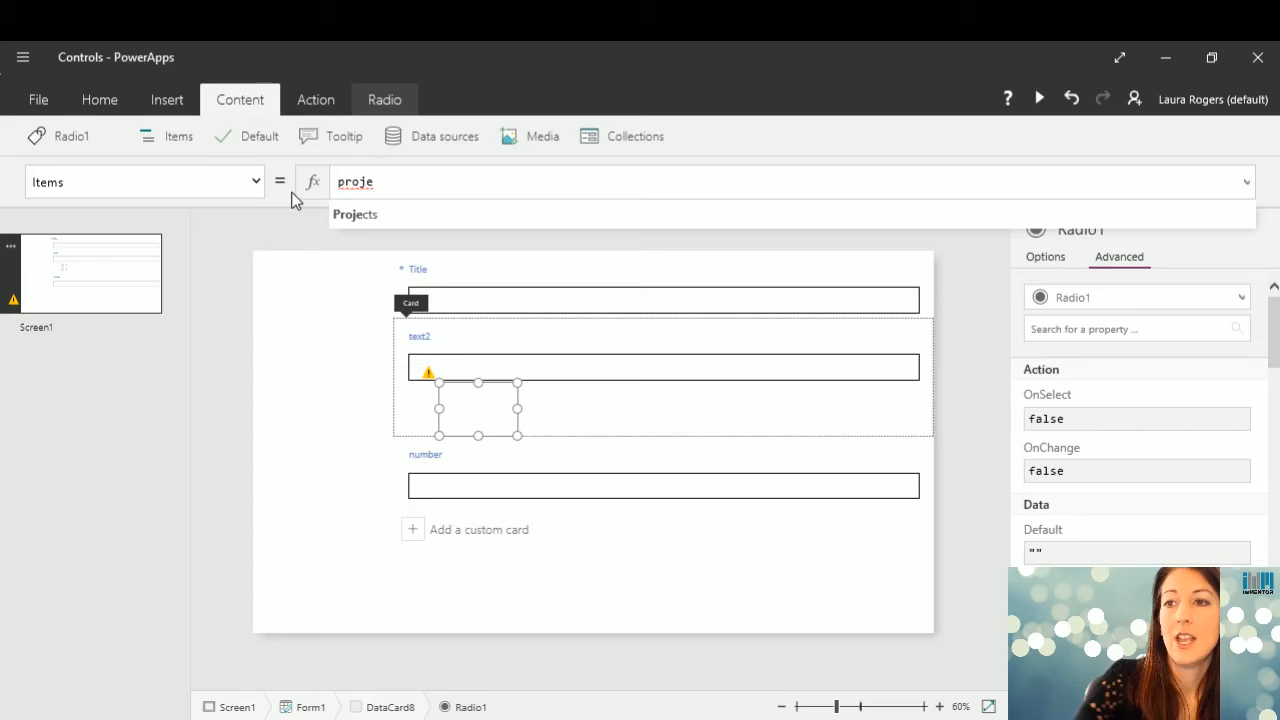 Controls - PowerApps
File Home Insert Content Action Radio
Laura Rogers (default)
Radio1 Items Default Tooltip Data sources Media Collections
Items = fx proje
Projects
Radio1
Options Advanced
Radio1
Search for a property ...
Action
OnSelect
false
OnChange
false
Data
Default
""
Screen1
* Title
Card
text2
number
+ Add a custom card
Screen1 Form1 DataCard8 Radio1 60%